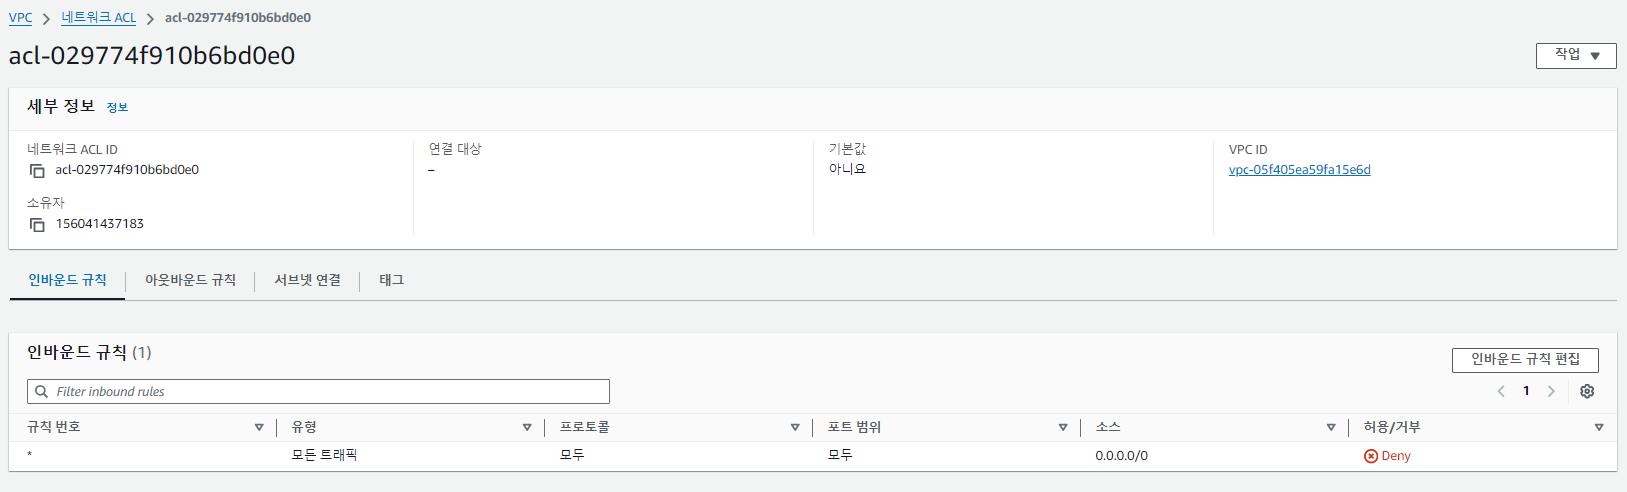 VPC > 네트워크 ACL > acl-029774f910b6bd0e0
acl-029774f910b6bd0e0
작업
세부 정보 정보
네트워크 ACL ID
acl-029774f910b6bd0e0
연결 대상
–
기본값
아니요
VPC ID
vpc-05f405ea59fa15e6d
소유자
156041437183
인바운드 규칙 아웃바운드 규칙 서브넷 연결 태그
인바운드 규칙 (1)
인바운드 규칙 편집
Filter inbound rules
1
규칙 번호 유형 프로토콜 포트 범위 소스 허용/거부
* 모든 트래픽 모두 모두 0.0.0.0/0 Deny